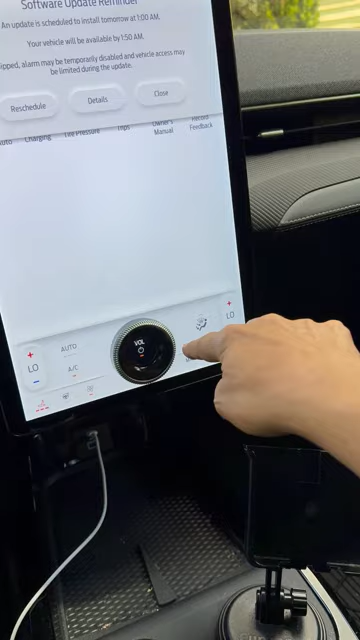 Software Update Reminder
An update is scheduled to install tomorrow at 1:00 AM.
Your vehicle will be available by 1:50 AM.
alarm may be temporarily disabled and vehicle access may
be limited during the update.
Reschedule
Details
Close
Charging
Tire Pressure
Trips
Owner's
Manual
Record
Feedback
+
LO
AUTO
A/C
VOL
+
LO
−